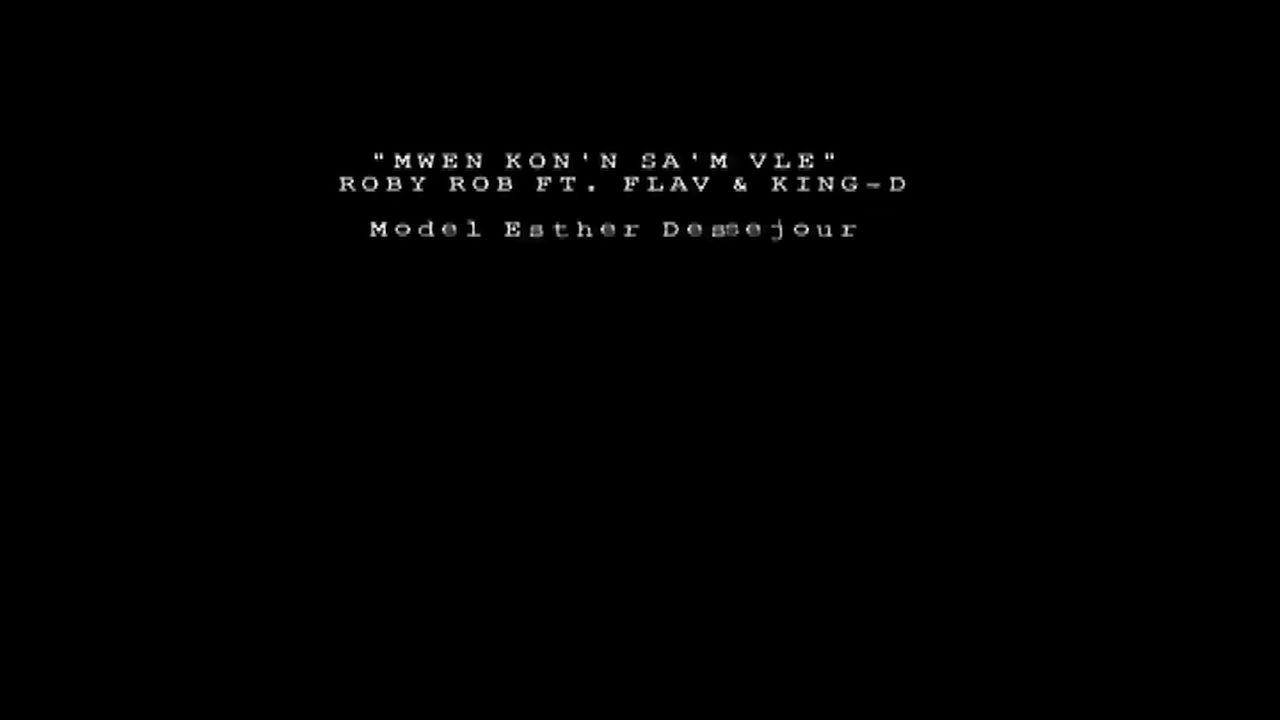 "MWEN KON'N SA'M VLE"
ROBY ROB FT. FLAV & KING-D
Model Esther Dessejour